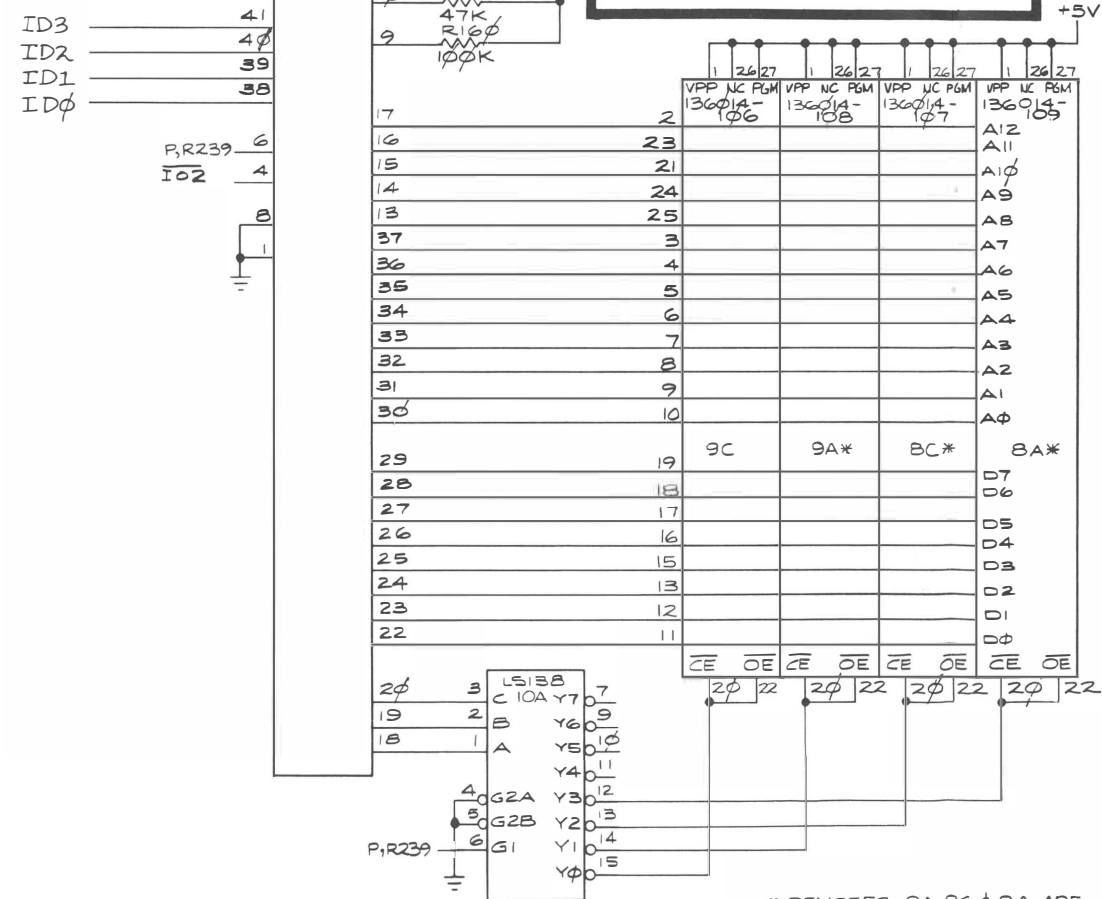 +5V
ID3 41
ID2 4Ø
ID1 39
IDØ 38
47K
9 R16Ø
1ØØK
P,R239 6
I02 4
8
1
1 26 27 1 26 27 1 26 27 1 26 27
VPP NC PGM VPP NC PGM VPP NC PGM VPP NC PGM
136Ø14- 136Ø14- 136Ø14- 136Ø14-
1Ø6 1Ø8 1Ø7 1Ø9
17 2 A12
16 23 A11
15 21 A1Ø
14 24 A9
13 25 A8
37 3 A7
36 4 A6
35 5 A5
34 6 A4
33 7 A3
32 8 A2
31 9 A1
3Ø 10 AØ
9C 9A* 8C* 8A*
29 19 D7
28 18 D6
27 17 D5
26 16 D4
25 15 D3
24 13 D2
23 12 D1
22 11 DØ
CE OE CE OE CE OE CE OE
2Ø 22 2Ø 22 2Ø 22 2Ø 22
LS138
10A
2Ø 3 C Y7 7
19 2 B Y6 9
18 1 A Y5 1Ø
Y4 11
4 G2A Y3 12
5 G2B Y2 13
P,R239 6 G1 Y1 14
YØ 15